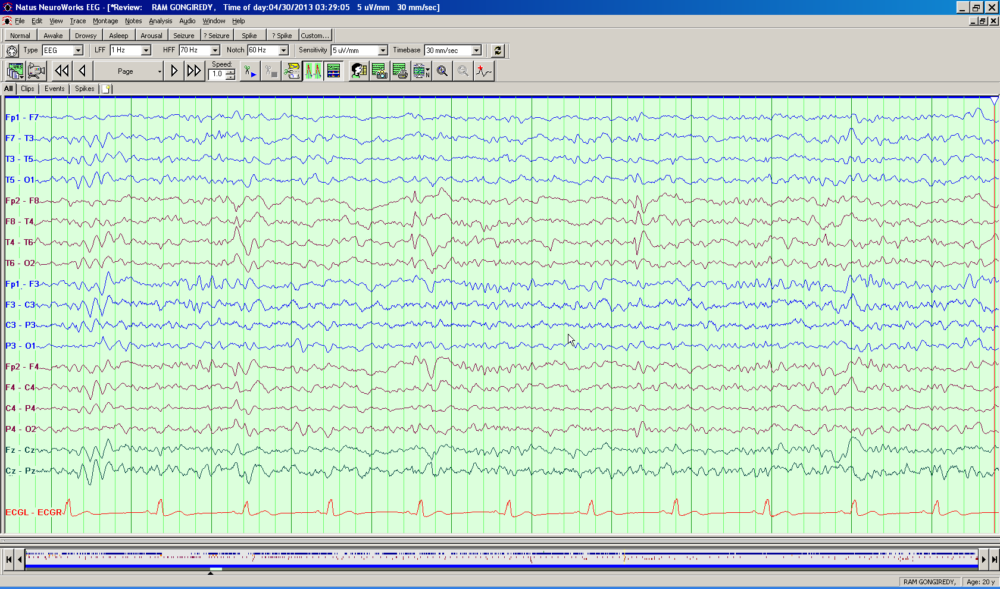 Natus NeuroWorks EEG - [*Review: RAM GONGIREDY , Time of day:04/30/2013 03:29:05 5 uV/mm 30 mm/sec]
File Edit View Trace Montage Notes Analysis Audio Window Help
Normal Awake Drowsy Asleep Arousal Seizure ? Seizure Spike ? Spike Custom...
Type EEG LFF 1 Hz HFF 70 Hz Notch 60 Hz Sensitivity 5 uV/mm Timebase 30 mm/sec
Page Speed: 1.0 N
All Clips Events Spikes
Fp1 - F7
F7 - T3
T3 - T5
T5 - O1
Fp2 - F8
F8 - T4
T4 - T6
T6 - O2
Fp1 - F3
F3 - C3
C3 - P3
P3 - O1
Fp2 - F4
F4 - C4
C4 - P4
P4 - O2
Fz - Cz
Cz - Pz
ECGL - ECGR
RAM GONGIREDY, Age: 20 y